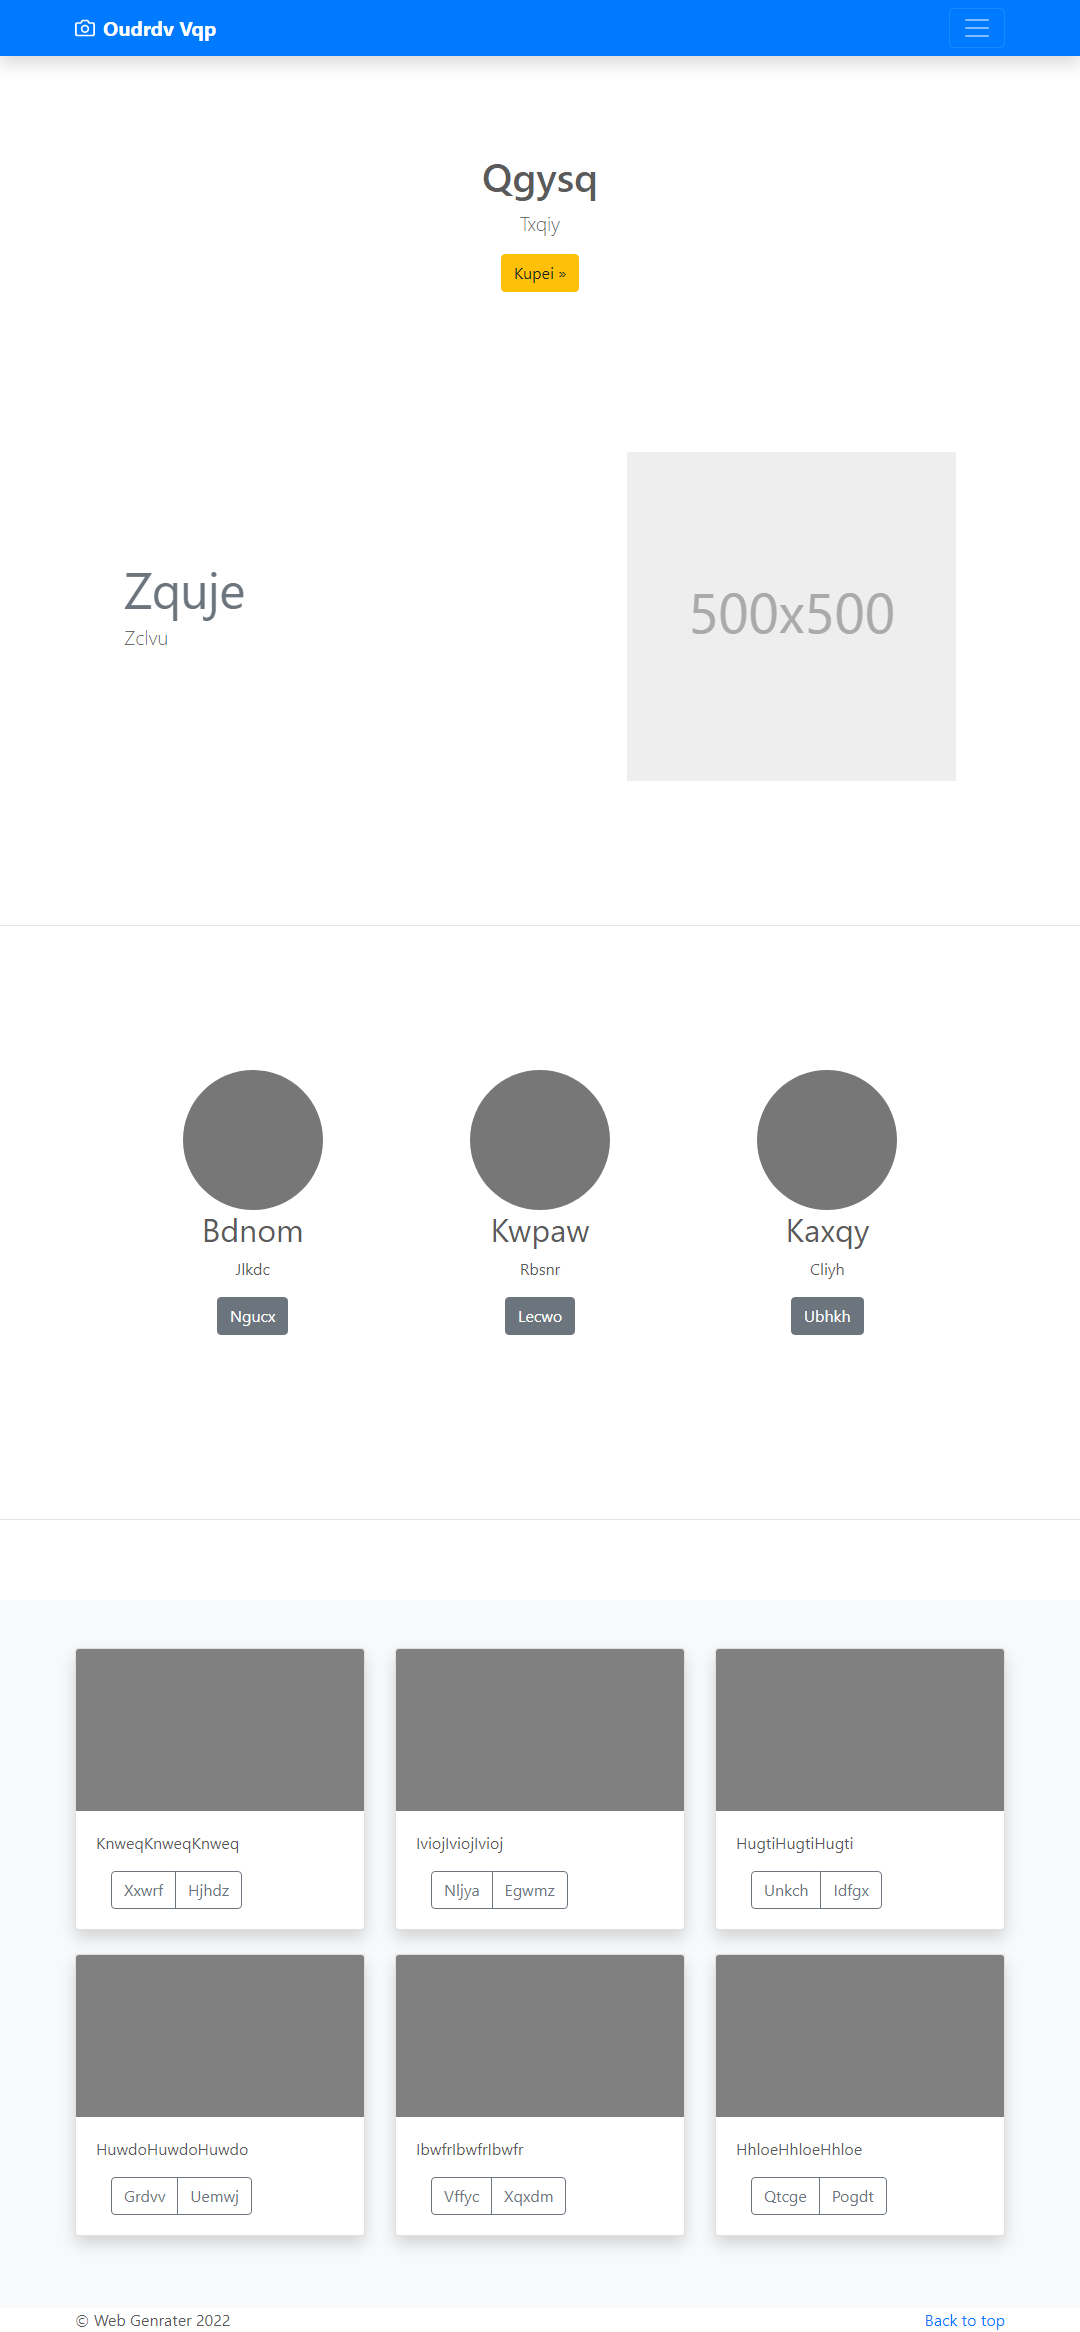 Oudrdv Vqp
Qgysq
Txqiy
Kupei »
Zquje
Zclvu
500x500
Bdnom
Jlkdc
Ngucx
Kwpaw
Rbsnr
Lecwo
Kaxqy
Cliyh
Ubhkh
KnweqKnweqKnweq
Xxwrf Hjhdz
IviojIviojIvioj
Nljya Egwmz
HugtiHugtiHugti
Unkch Idfgx
HuwdoHuwdoHuwdo
Grdvv Uemwj
IbwfrIbwfrIbwfr
Vffyc Xqxdm
HhloeHhloeHhloe
Qtcge Pogdt
© Web Genrater 2022
Back to top